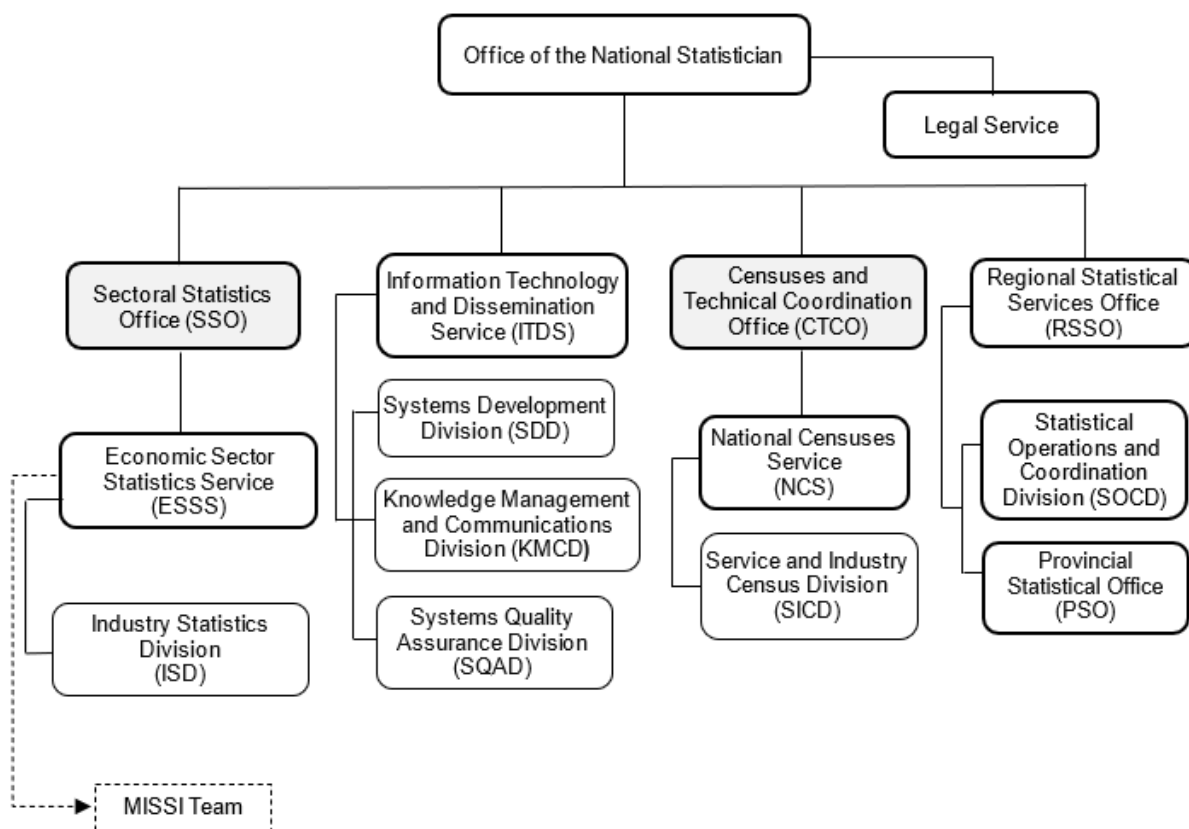 Office of the National Statistician
Legal Service
Sectoral Statistics
Office (SSO)
Information Technology
and Dissemination
Service (ITDS)
Censuses and
Technical Coordination
Office (CTCO)
Regional Statistical
Services Office
(RSSO)
Economic Sector
Statistics Service
(ESSS)
Systems Development
Division (SDD)
National Censuses
Service
(NCS)
Statistical
Operations and
Coordination
Division (SOCD)
Knowledge Management
and Communications
Division (KMCD)
Service and Industry
Census Division
(SICD)
Provincial
Statistical Office
(PSO)
Industry Statistics
Division
(ISD)
Systems Quality
Assurance Division
(SQAD)
MISSI Team